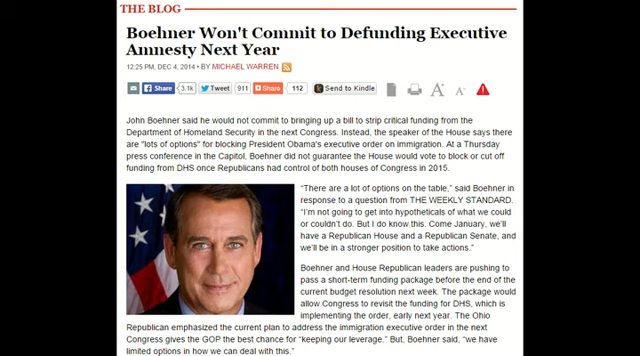 THE BLOG
Boehner Won't Commit to Defunding Executive
Amnesty Next Year
12:25 PM, DEC 4, 2014 • BY MICHAEL WARREN
Share 3.1k Tweet 911 Share 112 Send to Kindle A A
John Boehner said he would not commit to bringing up a bill to strip critical funding from the
Department of Homeland Security in the next Congress. Instead, the speaker of the House says there
are "lots of options" for blocking President Obama's executive order on immigration. At a Thursday
press conference in the Capitol, Boehner did not guarantee the House would vote to block or cut off
funding from DHS once Republicans had control of both houses of Congress in 2015.
"There are a lot of options on the table," said Boehner in
response to a question from THE WEEKLY STANDARD.
"I'm not going to get into hypotheticals of what we could
or couldn't do. But I do know this. Come January, we'll
have a Republican House and a Republican Senate, and
we'll be in a stronger position to take actions."
Boehner and House Republican leaders are pushing to
pass a short-term funding package before the end of the
current budget resolution next week. The package would
allow Congress to revisit the funding for DHS, which is
implementing the order, early next year. The Ohio
Republican emphasized the current plan to address the immigration executive order in the next
Congress gives the GOP the best chance for "keeping our leverage." But, Boehner said, "we have
limited options in how we can deal with this."